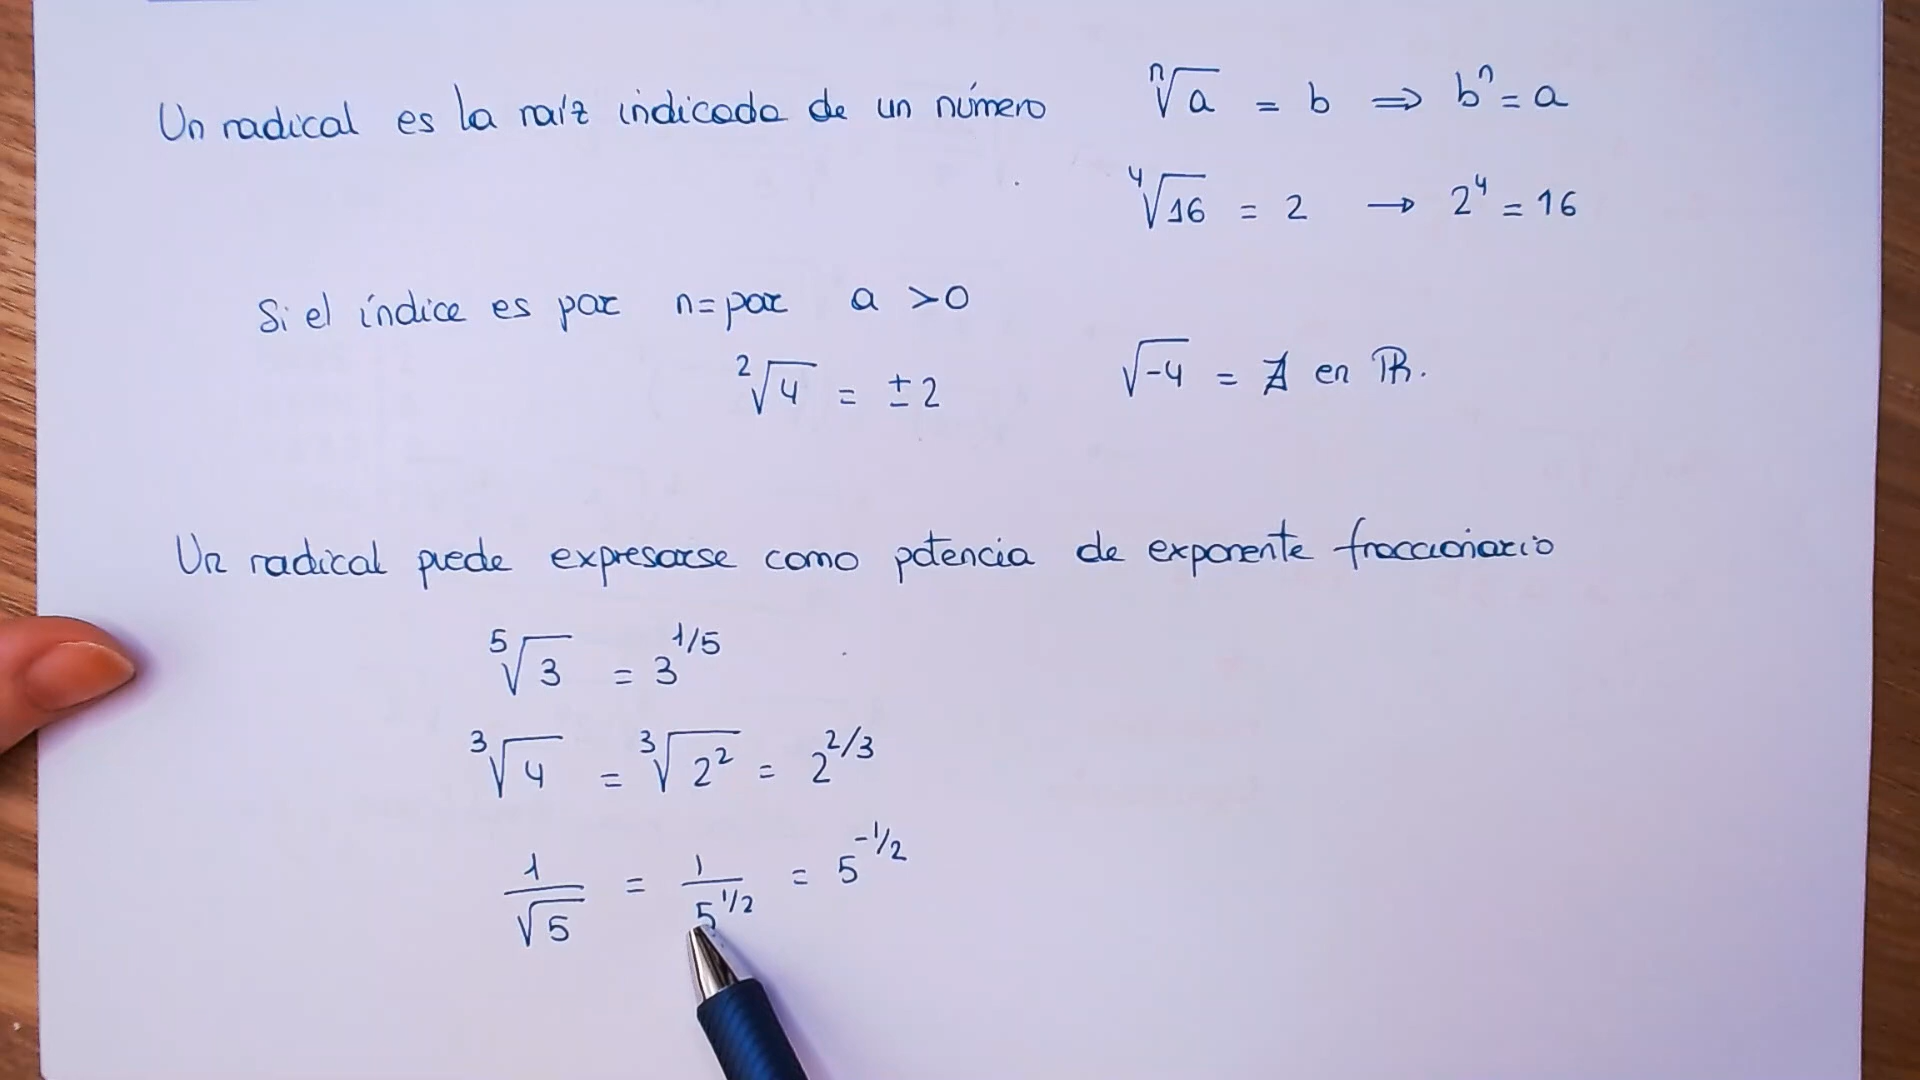 Un radical es la raíz indicada de un número ⁿ√a = b ⇒ bⁿ = a
⁴√16 = 2 → 2⁴ = 16
Si el índice es par n=par a >0
²√4 = ±2 √-4 = ∄ en ℝ.
Un radical puede expresarse como potencia de exponente fraccionario
⁵√3 = 3^1/5
³√4 = ³√2² = 2^2/3
1/√5 = 1/5^1/2 = 5^-1/2